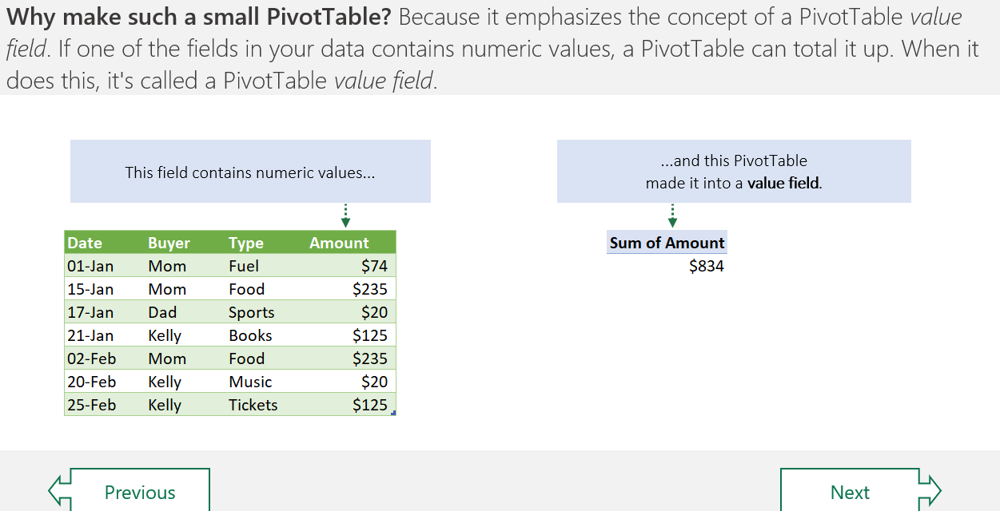 Why make such a small PivotTable? Because it emphasizes the concept of a PivotTable value
field. If one of the fields in your data contains numeric values, a PivotTable can total it up. When it
does this, it's called a PivotTable value field.
This field contains numeric values...
...and this PivotTable
made it into a value field.
Date Buyer Type Amount
01-Jan Mom Fuel $74
15-Jan Mom Food $235
17-Jan Dad Sports $20
21-Jan Kelly Books $125
02-Feb Mom Food $235
20-Feb Kelly Music $20
25-Feb Kelly Tickets $125
Sum of Amount
$834
Previous
Next